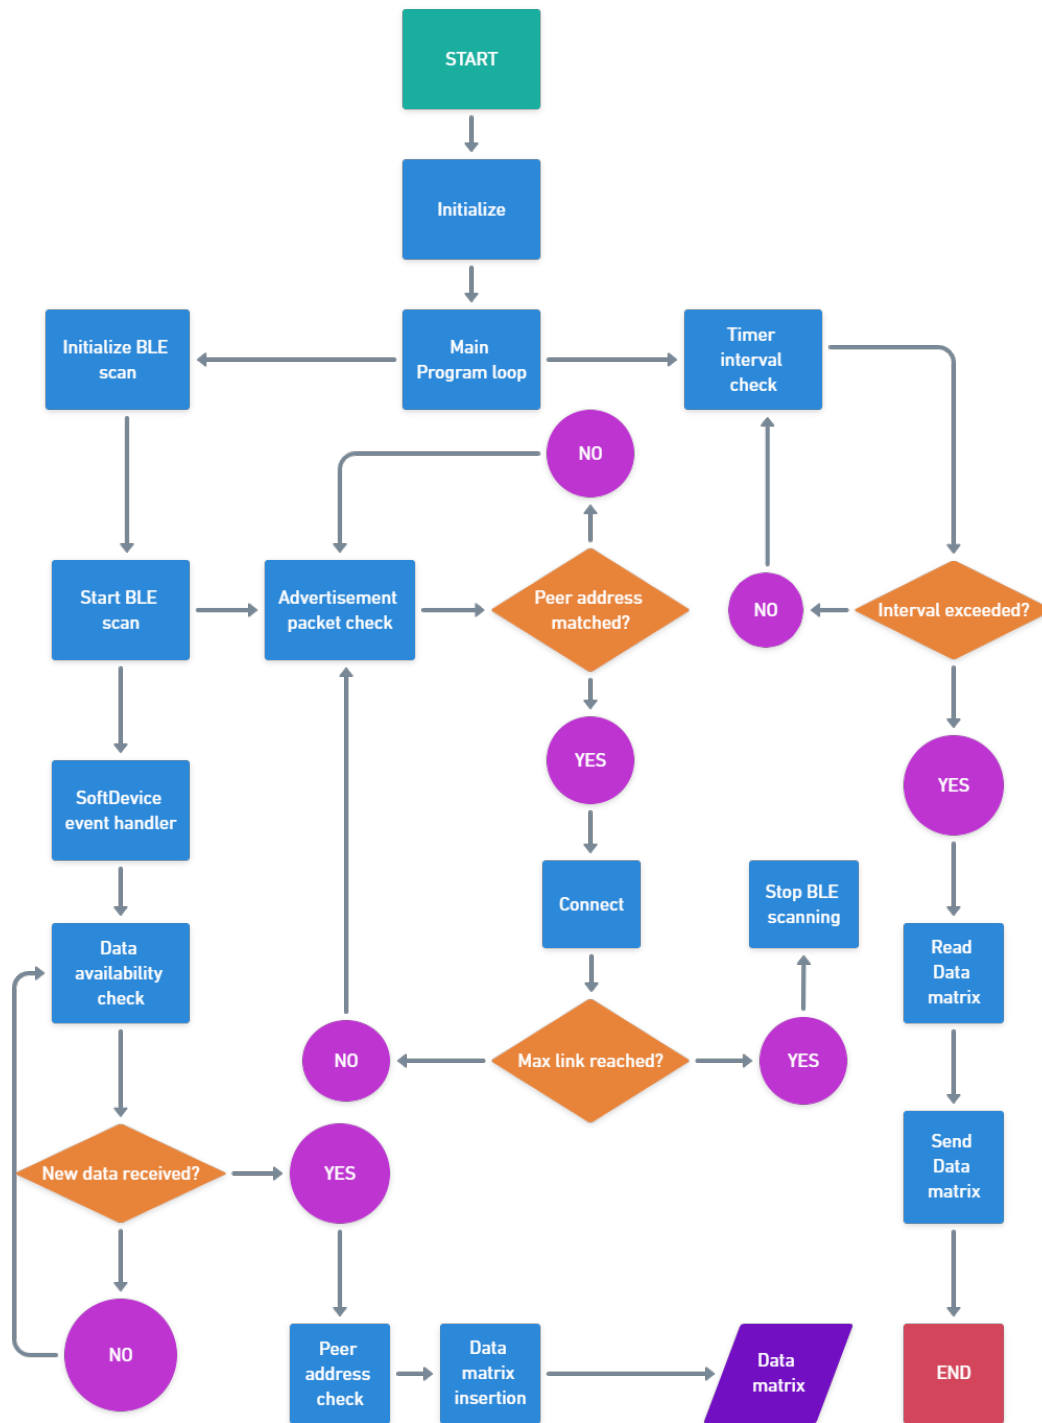 START
Initialize
Initialize BLE
scan
Main
Program loop
Timer
interval
check
NO
Start BLE
scan
Advertisement
packet check
Peer address
matched?
NO
Interval exceeded?
YES
YES
SoftDevice
event handler
Connect
Stop BLE
scanning
Data
availability
check
Read
Data
matrix
NO
Max link reached?
YES
New data received?
YES
Send
Data
matrix
NO
Peer
address
check
Data
matrix
insertion
Data
matrix
END